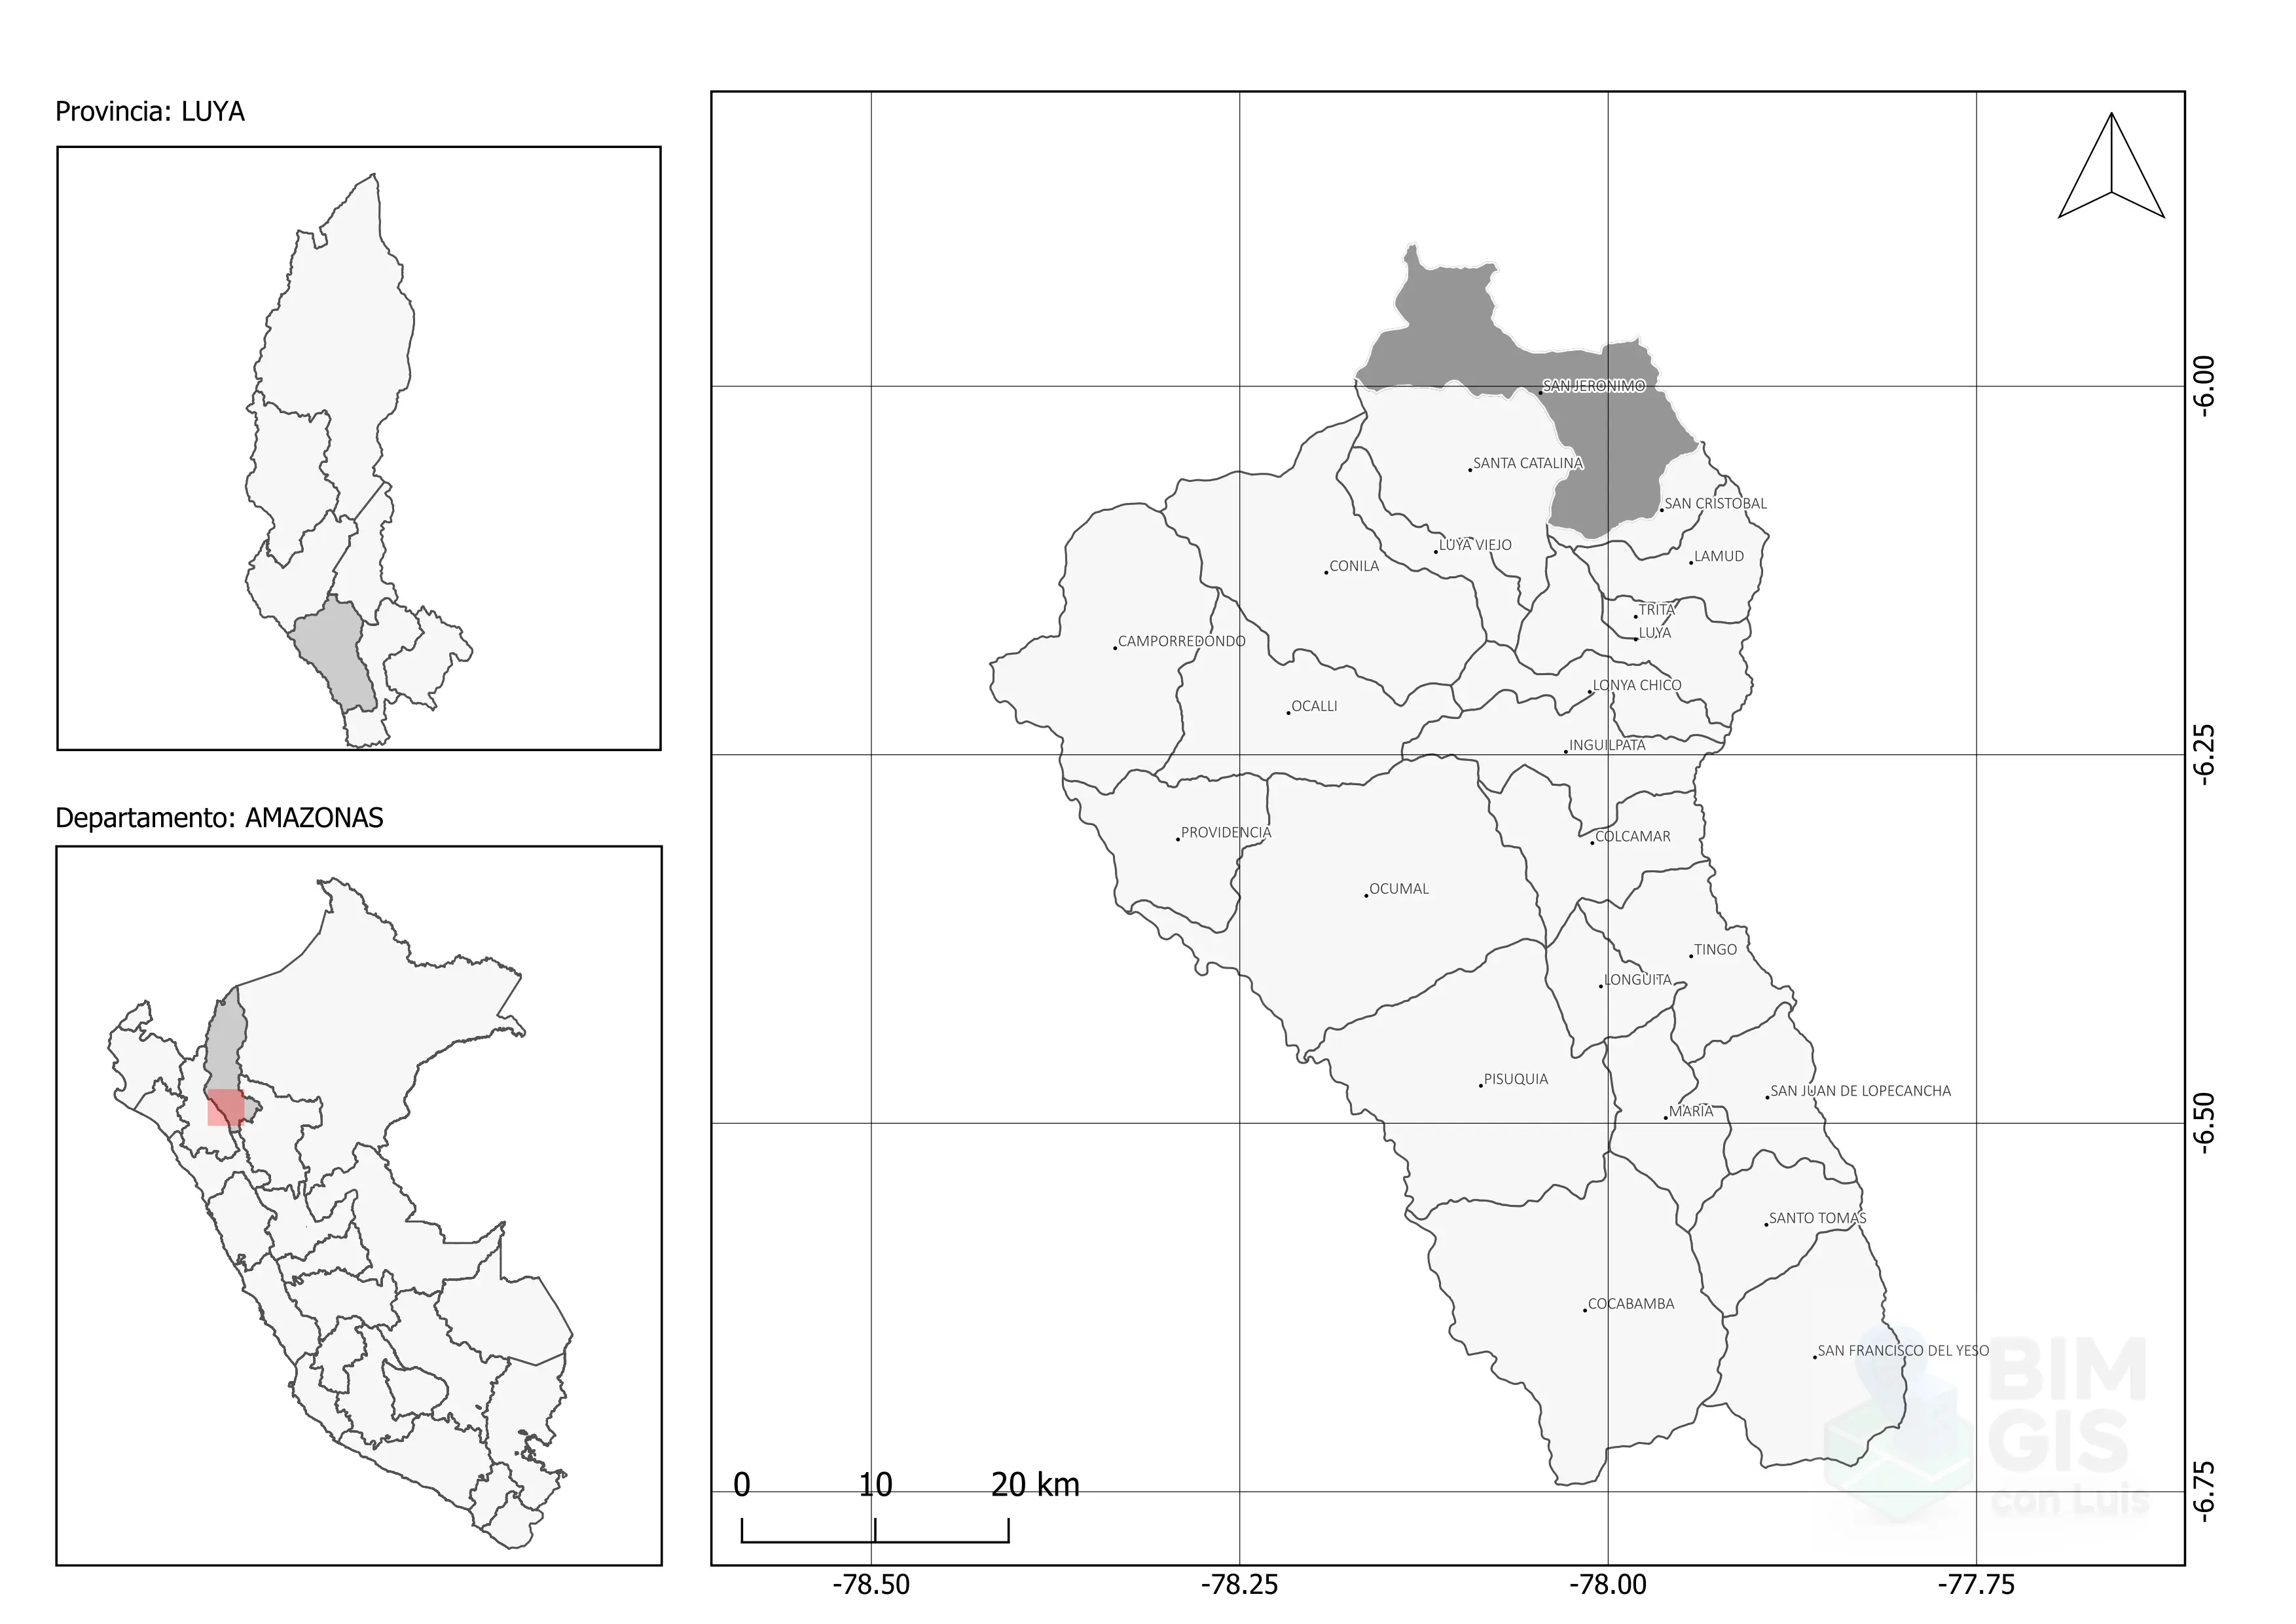 Provincia: LUYA
Departamento: AMAZONAS
SAN JERONIMO
SANTA CATALINA
SAN CRISTOBAL
LUYA VIEJO
LAMUD
CONILA
TRITA
LUYA
CAMPORREDONDO
LONYA CHICO
OCALLI
INGUILPATA
PROVIDENCIA
COLCAMAR
OCUMAL
TINGO
LONGUITA
PISUQUIA
SAN JUAN DE LOPECANCHA
MARIA
SANTO TOMAS
COCABAMBA
SAN FRANCISCO DEL YESO
BIM
GIS
con Luis
0 10 20 km
-6.00
-6.25
-6.50
-6.75
-78.50 -78.25 -78.00 -77.75